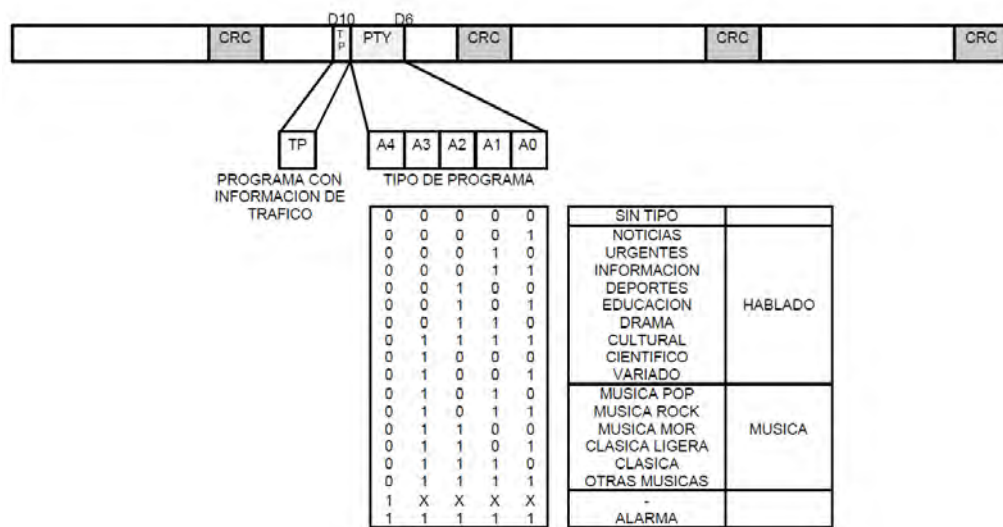 D10 D6
CRC TP PTY CRC CRC CRC
TP A4 A3 A2 A1 A0
PROGRAMA CON
INFORMACION DE
TRAFICO
TIPO DE PROGRAMA
0 0 0 0 0 SIN TIPO
0 0 0 0 1 NOTICIAS
0 0 0 1 0 URGENTES
0 0 0 1 1 INFORMACION
0 0 1 0 0 DEPORTES
0 0 1 0 1 EDUCACION HABLADO
0 0 1 1 0 DRAMA
0 1 1 1 1 CULTURAL
0 1 0 0 0 CIENTIFICO
0 1 0 0 1 VARIADO
0 1 0 1 0 MUSICA POP
0 1 0 1 1 MUSICA ROCK
0 1 1 0 0 MUSICA MOR MUSICA
0 1 1 0 1 CLASICA LIGERA
0 1 1 1 0 CLASICA
0 1 1 1 1 OTRAS MUSICAS
1 X X X X -
1 1 1 1 1 ALARMA